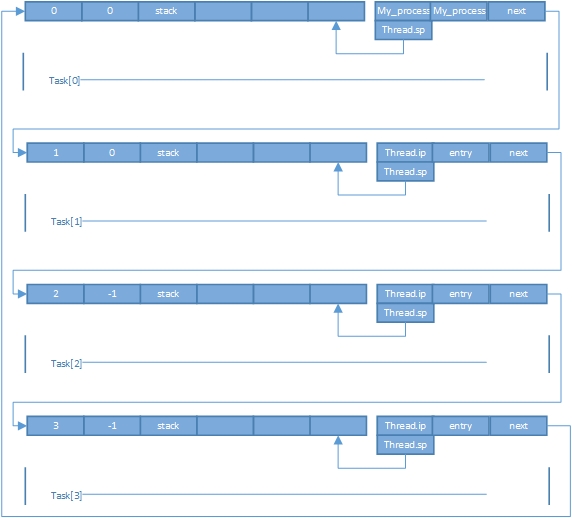 0 0 stack My_process My_process next
Thread.sp
Task[0]
1 0 stack Thread.ip entry next
Thread.sp
Task[1]
2 -1 stack Thread.ip entry next
Thread.sp
Task[2]
3 -1 stack Thread.ip entry next
Thread.sp
Task[3]